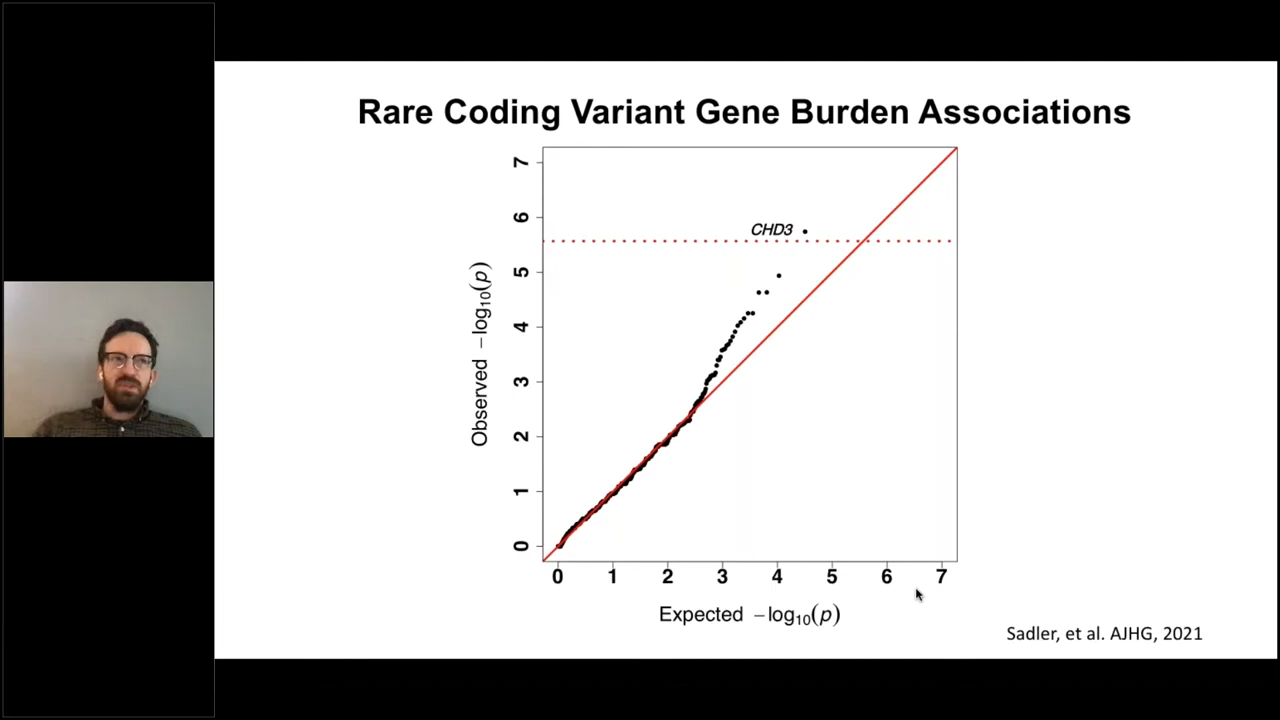 Rare Coding Variant Gene Burden Associations
7
6
5
4
3
2
1
0
Observed −log10(p)
CHD3
0 1 2 3 4 5 6 7
Expected −log10(p)
Sadler, et al. AJHG, 2021